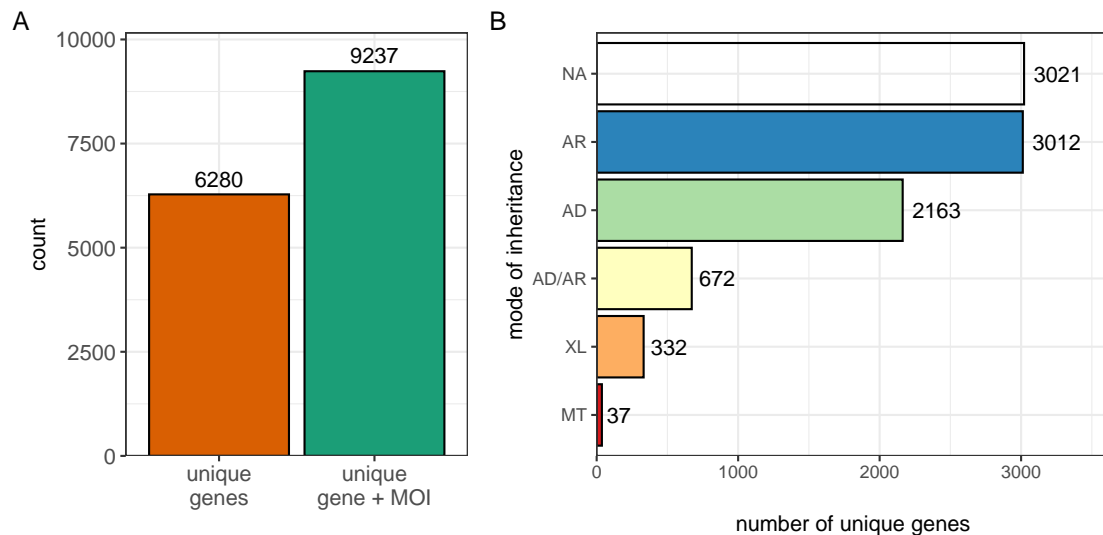 A
count
10000
7500
5000
2500
0
6280
9237
unique
genes
unique
gene + MOI
B
mode of inheritance
NA
AR
AD
AD/AR
XL
MT
3021
3012
2163
672
332
37
0
1000
2000
3000
number of unique genes